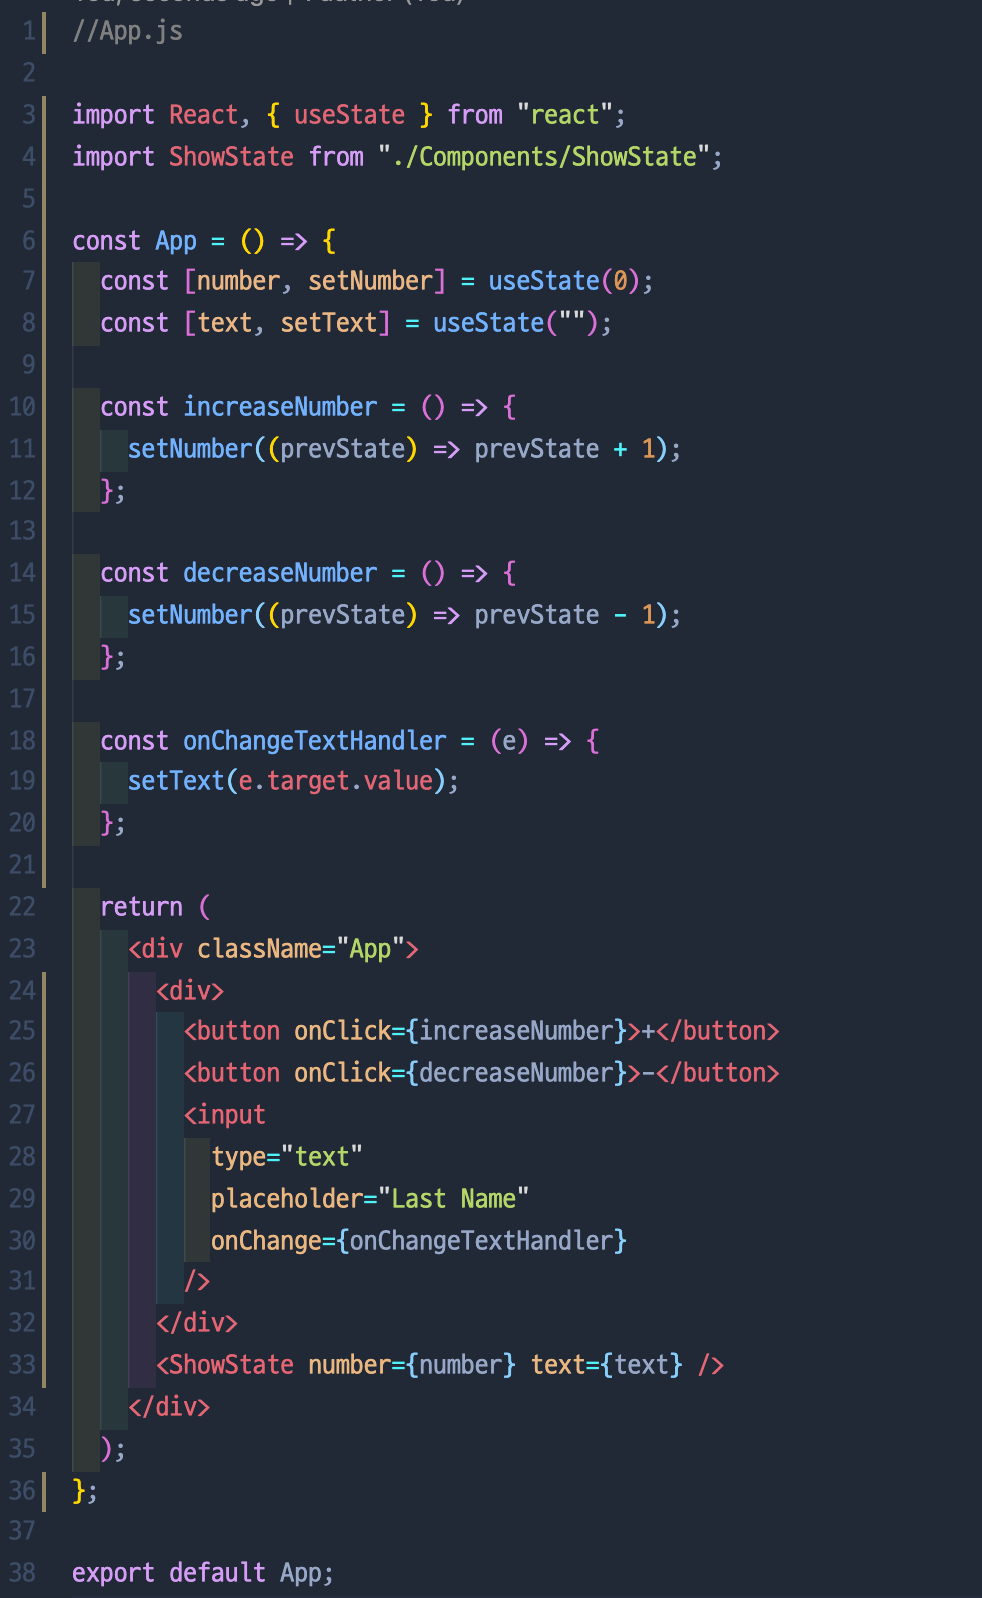 1 //App.js
2
3 import React, { useState } from "react";
4 import ShowState from "./Components/ShowState";
5
6 const App = () => {
7   const [number, setNumber] = useState(0);
8   const [text, setText] = useState("");
9
10   const increaseNumber = () => {
11     setNumber((prevState) => prevState + 1);
12   };
13
14   const decreaseNumber = () => {
15     setNumber((prevState) => prevState - 1);
16   };
17
18   const onChangeTextHandler = (e) => {
19     setText(e.target.value);
20   };
21
22   return (
23     <div className="App">
24       <div>
25         <button onClick={increaseNumber}>+</button>
26         <button onClick={decreaseNumber}>-</button>
27         <input
28           type="text"
29           placeholder="Last Name"
30           onChange={onChangeTextHandler}
31         />
32       </div>
33       <ShowState number={number} text={text} />
34     </div>
35   );
36 };
37
38 export default App;